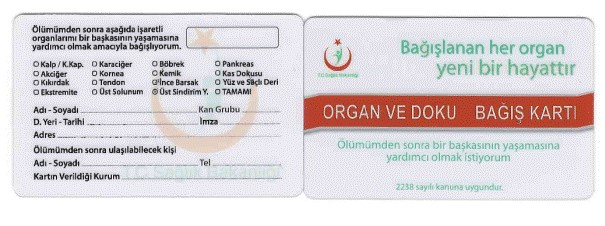 Ölümümden sonra aşağıda işaretli
organlarımı bir başkasının yaşamasına
yardımcı olmak amacıyla bağışlıyorum.
O Kalp / K.Kap. O Karaciğer O Böbrek O Pankreas
O Akciğer O Kornea O Kemik O Kas Dokusu
O Kıkırdak O Tendon O İnce Barsak O Yüz ve Saçlı Deri
O Ekstremite O Üst Solunum O Üst Sindirim Y. O TAMAMI
Adı - Soyadı Kan Grubu
D. Yeri - Tarihi İmza
Adres
Ölümümden sonra ulaşılabilecek kişi
Adı - Soyadı Tel
Kartın Verildiği Kurum
T.C. Sağlık Bakanlığı
T.C. Sağlık Bakanlığı
Bağışlanan her organ
yeni bir hayattır
ORGAN VE DOKU BAĞIŞ KARTI
Ölümümden sonra bir başkasının yaşamasına
yardımcı olmak istiyorum
2238 sayılı kanuna uygundur.